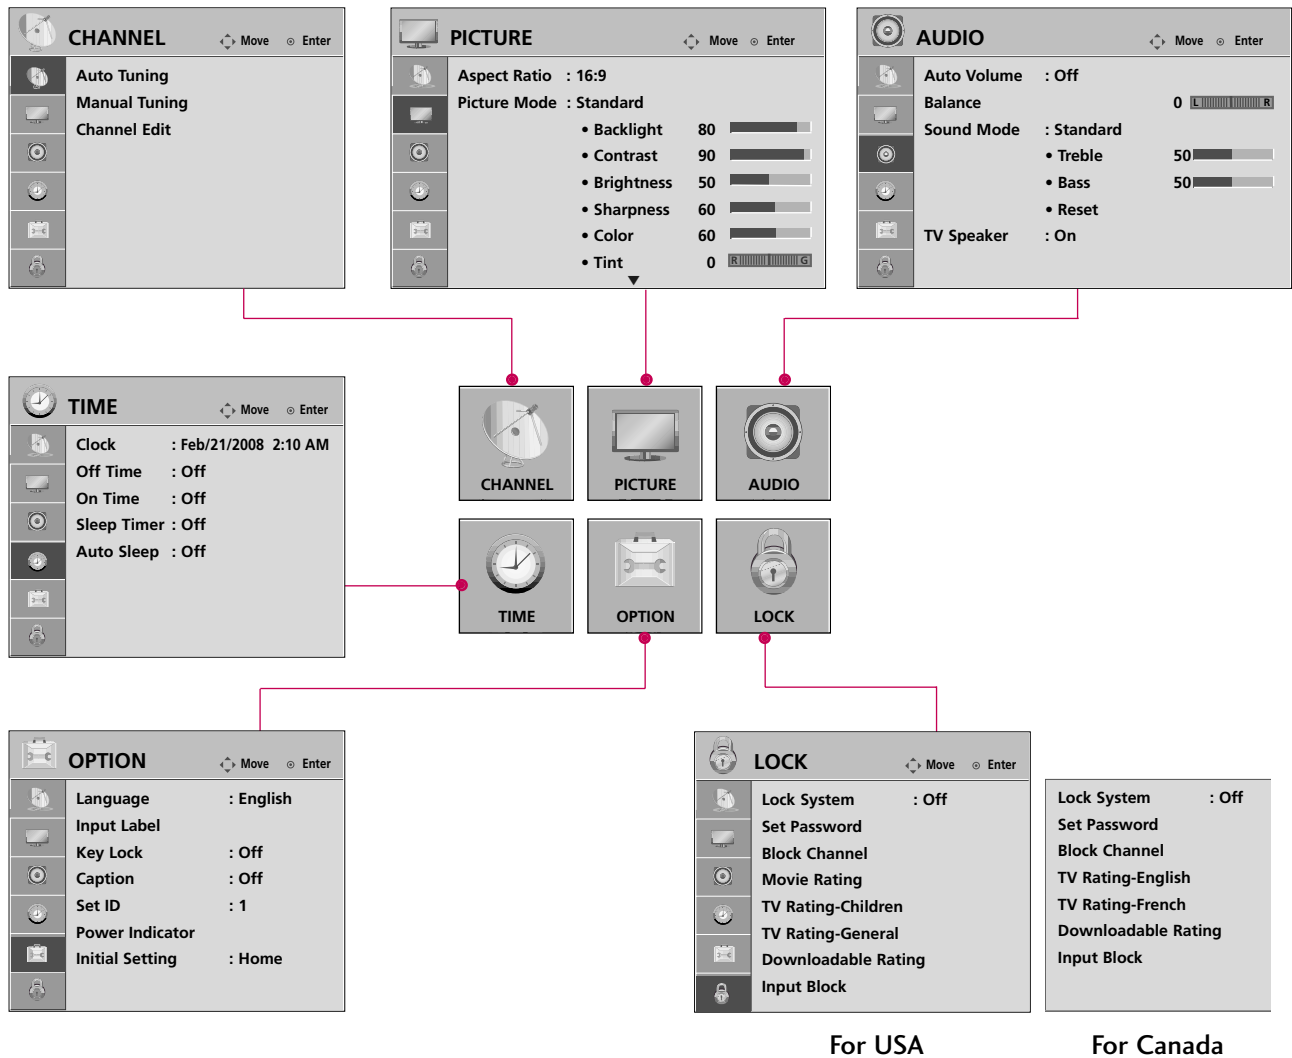 CHANNEL Move Enter
Auto Tuning
Manual Tuning
Channel Edit
PICTURE Move Enter
Aspect Ratio : 16:9
Picture Mode : Standard
• Backlight 80
• Contrast 90
• Brightness 50
• Sharpness 60
• Color 60
• Tint 0 R G
AUDIO Move Enter
Auto Volume : Off
Balance 0 L R
Sound Mode : Standard
• Treble 50
• Bass 50
• Reset
TV Speaker : On
TIME Move Enter
Clock : Feb/21/2008 2:10 AM
Off Time : Off
On Time : Off
Sleep Timer : Off
Auto Sleep : Off
CHANNEL
PICTURE
AUDIO
TIME
OPTION
LOCK
OPTION Move Enter
Language : English
Input Label
Key Lock : Off
Caption : Off
Set ID : 1
Power Indicator
Initial Setting : Home
LOCK Move Enter
Lock System : Off
Set Password
Block Channel
Movie Rating
TV Rating-Children
TV Rating-General
Downloadable Rating
Input Block
For USA
Lock System : Off
Set Password
Block Channel
TV Rating-English
TV Rating-French
Downloadable Rating
Input Block
For Canada